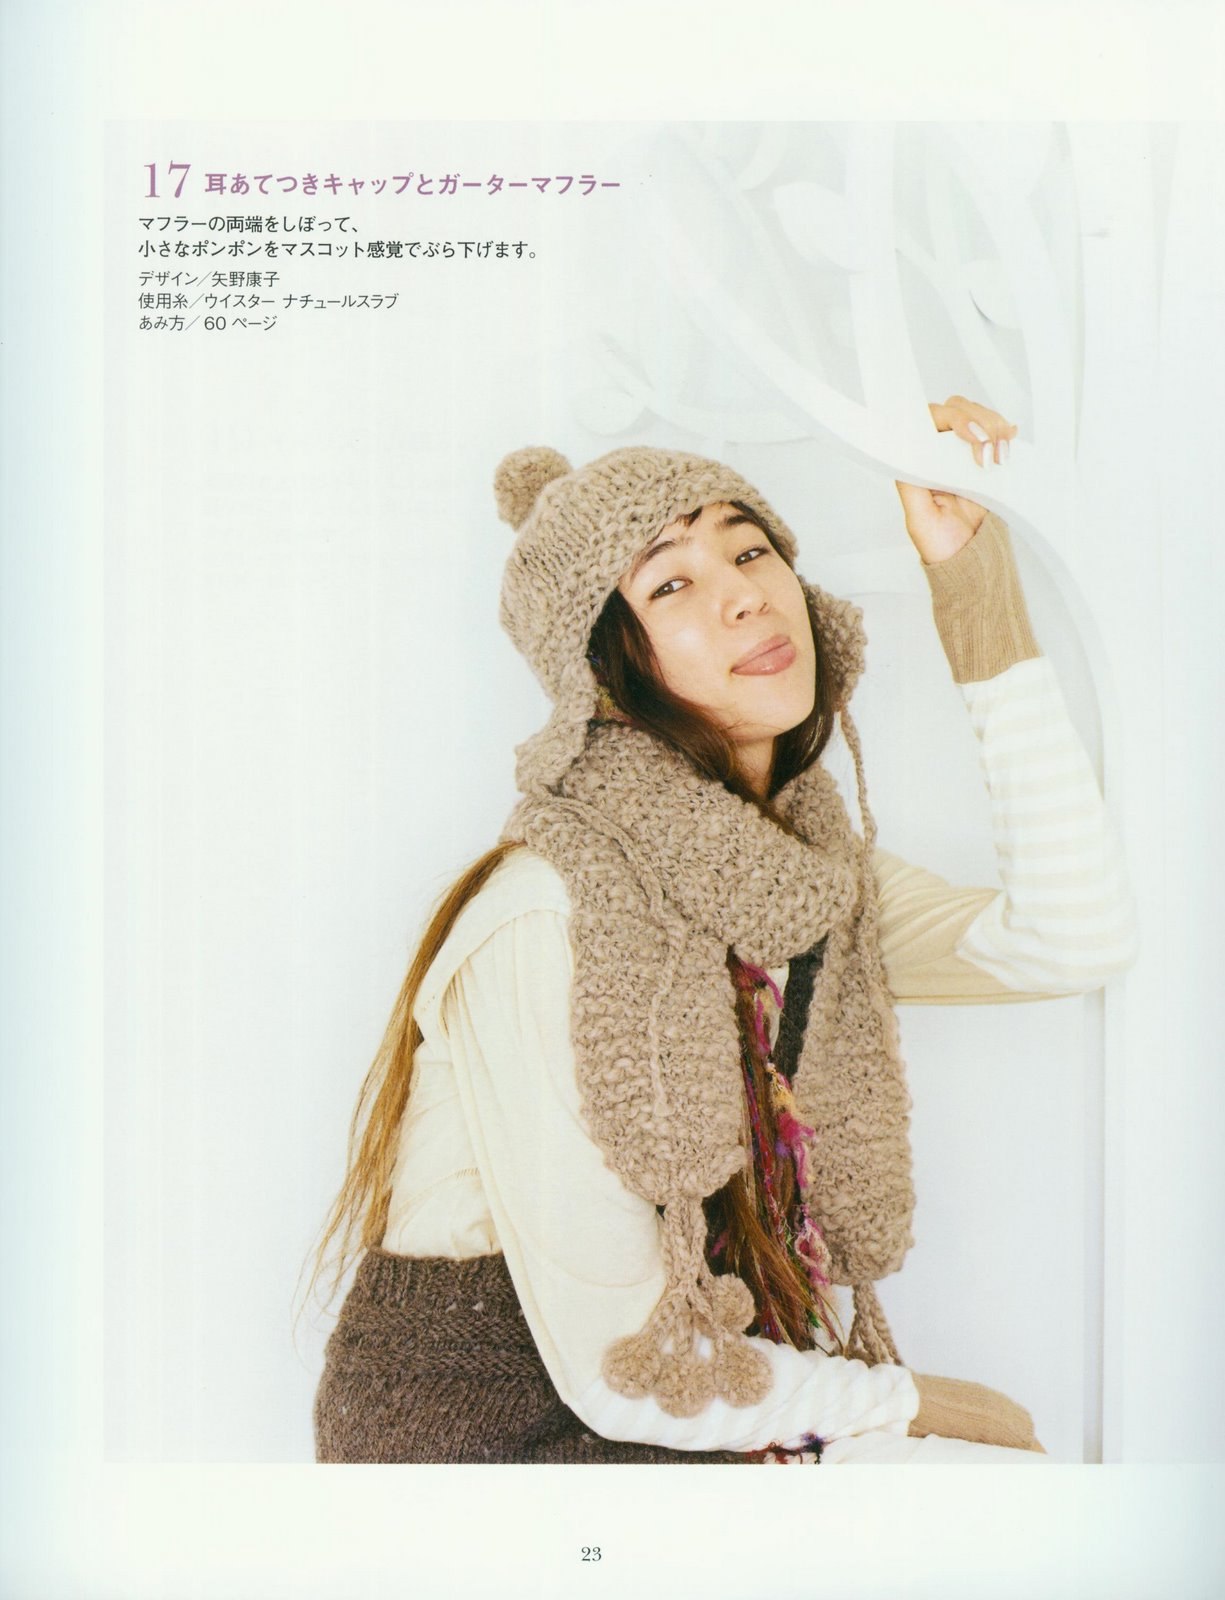 17 耳あてつきキャップとガーターマフラー
マフラーの両端をしぼって、
小さなポンポンをマスコット感覚でぶら下げます。
デザイン／矢野康子
使用糸／ウイスター ナチュールスラブ
あみ方／60 ページ
23